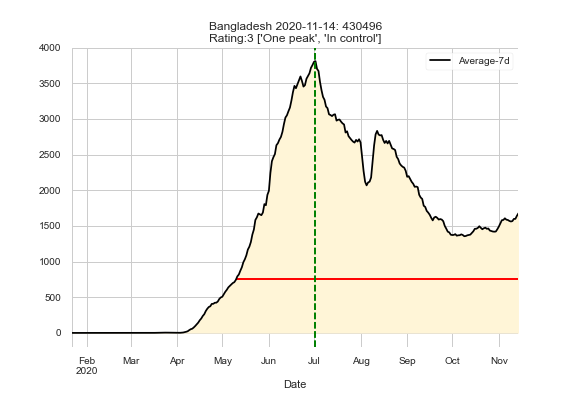 Bangladesh 2020-11-14: 430496
Rating:3 ['One peak', 'In control']
Average-7d
4000
3500
3000
2500
2000
1500
1000
500
0
Feb Mar Apr May Jun Jul Aug Sep Oct Nov
2020
Date